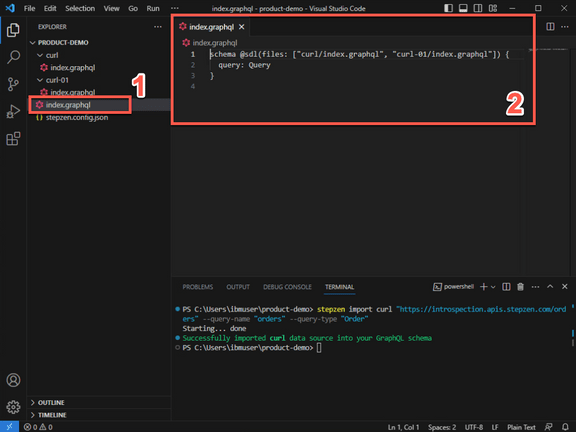 File Edit Selection View Go Run ··· index.graphql - product-demo - Visual Studio Code
EXPLORER ···
PRODUCT-DEMO
curl
index.graphql
curl-01
index.graphql
index.graphql
{} stepzen.config.json
1
OUTLINE
TIMELINE
index.graphql
index.graphql
1 schema @sdl(files: ["curl/index.graphql", "curl-01/index.graphql"]) {
2 query: Query
3 }
4
2
PROBLEMS OUTPUT DEBUG CONSOLE TERMINAL powershell
PS C:\Users\ibmuser\product-demo> stepzen import curl "https://introspection.apis.stepzen.com/ord
ers" --query-name "orders" --query-type "Order"
Starting... done
Successfully imported curl data source into your GraphQL schema
PS C:\Users\ibmuser\product-demo>
0 0 Ln 1, Col 1 Spaces: 2 UTF-8 LF Plain Text